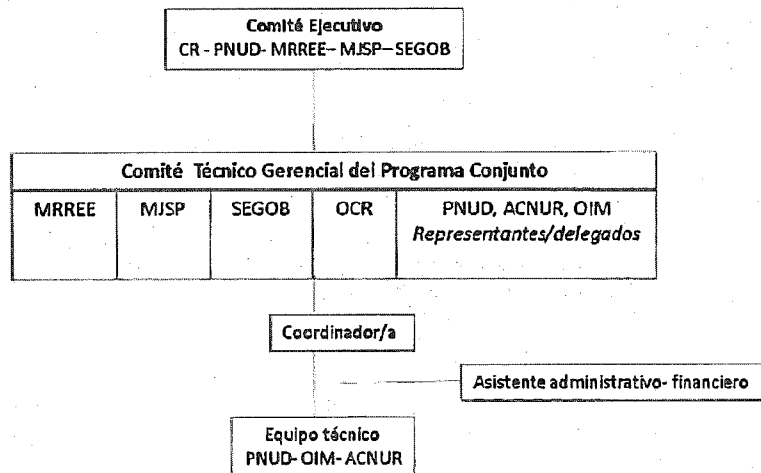 Comité Ejecutivo
CR - PNUD- MRREE– MJSP–SEGOB
Comité Técnico Gerencial del Programa Conjunto
MRREE
MJSP
SEGOB
OCR
PNUD, ACNUR, OIM
Representantes/delegados
Coordinador/a
Asistente administrativo- financiero
Equipo técnico
PNUD- OIM- ACNUR